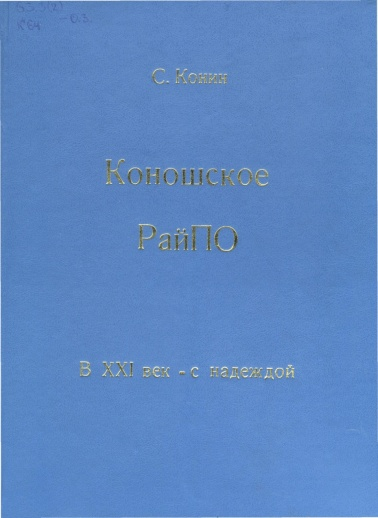 С. Конин
Коношское
РайПО
В XXI век - с надеждой